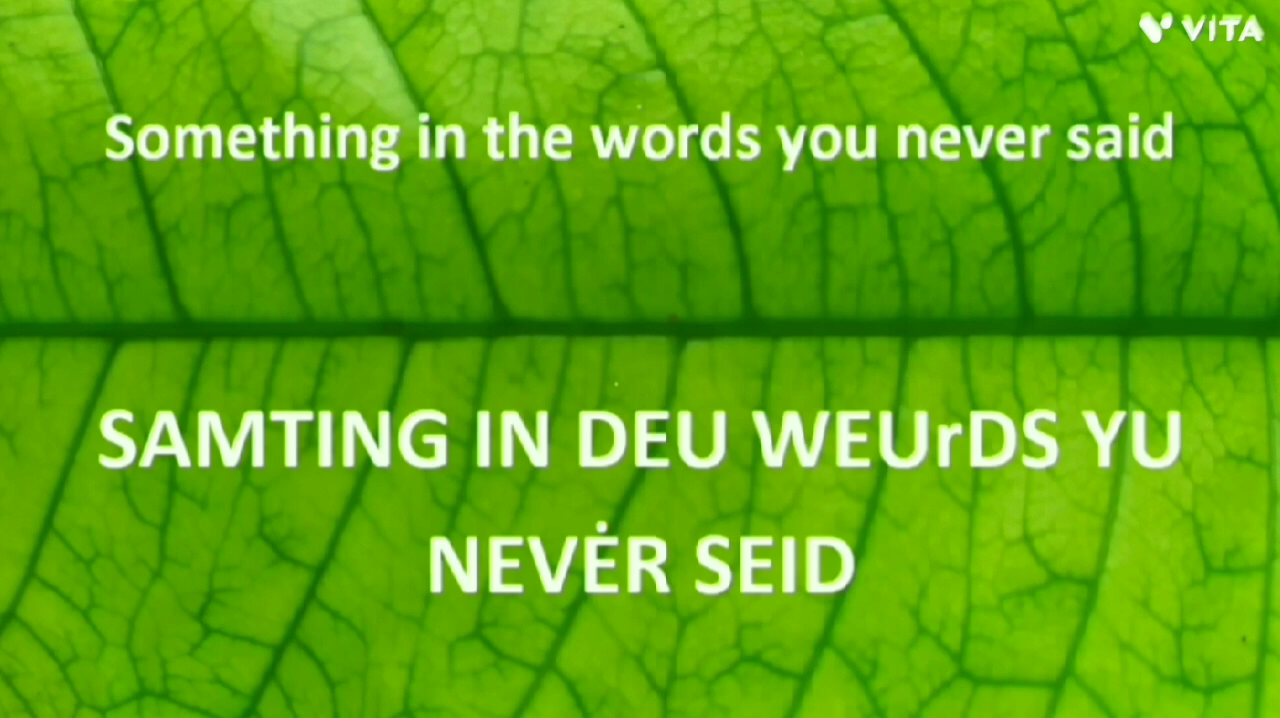 VITA
Something in the words you never said
SAMTING IN DEU WEUrDS YU
NEVĖR SEID